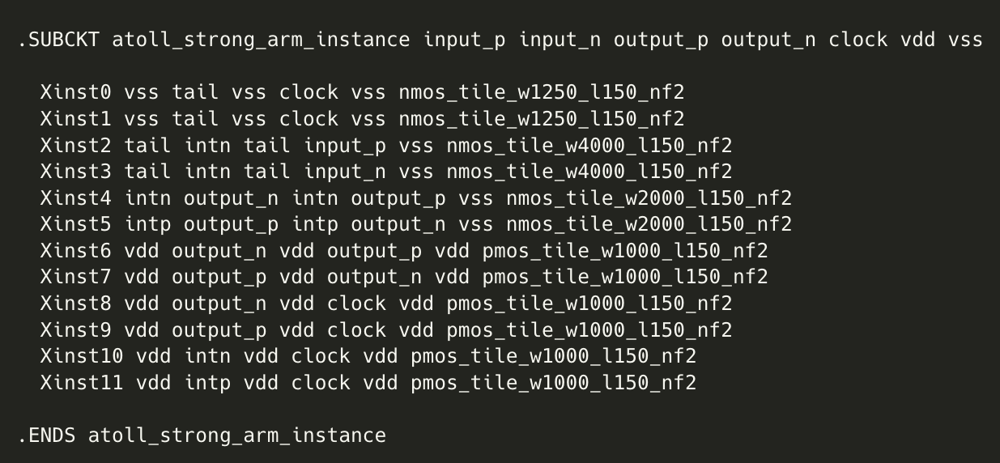 .SUBCKT atoll_strong_arm_instance input_p input_n output_p output_n clock vdd vss
Xinst0 vss tail vss clock vss nmos_tile_w1250_l150_nf2
Xinst1 vss tail vss clock vss nmos_tile_w1250_l150_nf2
Xinst2 tail intn tail input_p vss nmos_tile_w4000_l150_nf2
Xinst3 tail intn tail input_n vss nmos_tile_w4000_l150_nf2
Xinst4 intn output_n intn output_p vss nmos_tile_w2000_l150_nf2
Xinst5 intp output_p intp output_n vss nmos_tile_w2000_l150_nf2
Xinst6 vdd output_n vdd output_p vdd pmos_tile_w1000_l150_nf2
Xinst7 vdd output_p vdd output_n vdd pmos_tile_w1000_l150_nf2
Xinst8 vdd output_n vdd clock vdd pmos_tile_w1000_l150_nf2
Xinst9 vdd output_p vdd clock vdd pmos_tile_w1000_l150_nf2
Xinst10 vdd intn vdd clock vdd pmos_tile_w1000_l150_nf2
Xinst11 vdd intp vdd clock vdd pmos_tile_w1000_l150_nf2
.ENDS atoll_strong_arm_instance